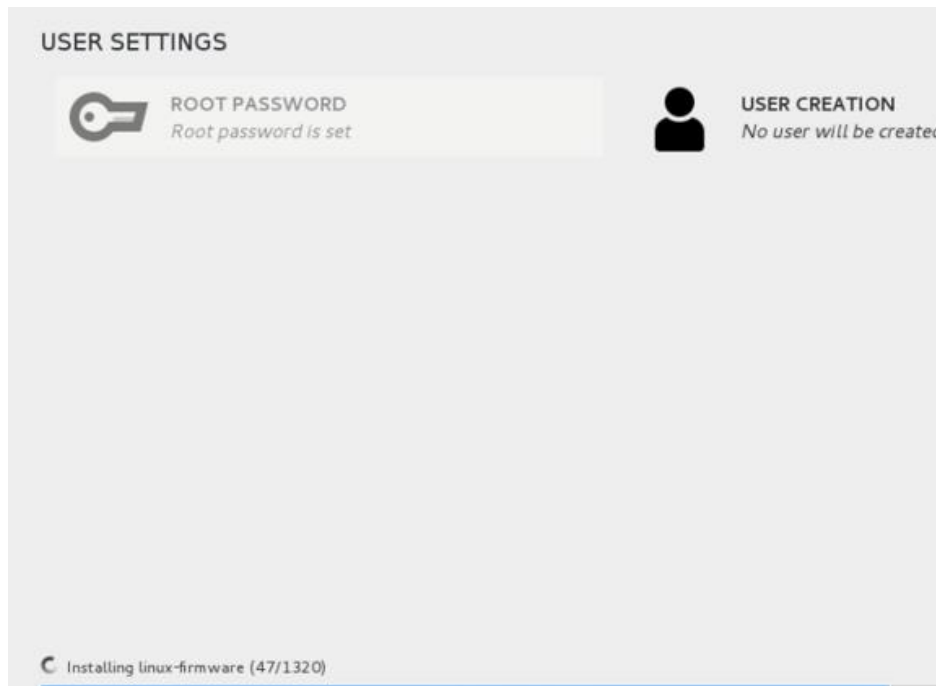 USER SETTINGS
ROOT PASSWORD
Root password is set
USER CREATION
No user will be created
Installing linux-firmware (47/1320)